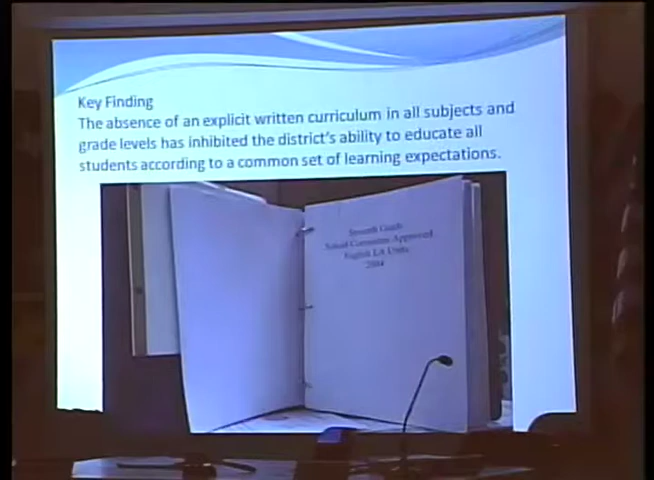 Key Finding
The absence of an explicit written curriculum in all subjects and
grade levels has inhibited the district's ability to educate all
students according to a common set of learning expectations.
Seventh Grade
School Committee Approved
English LA Units
2004